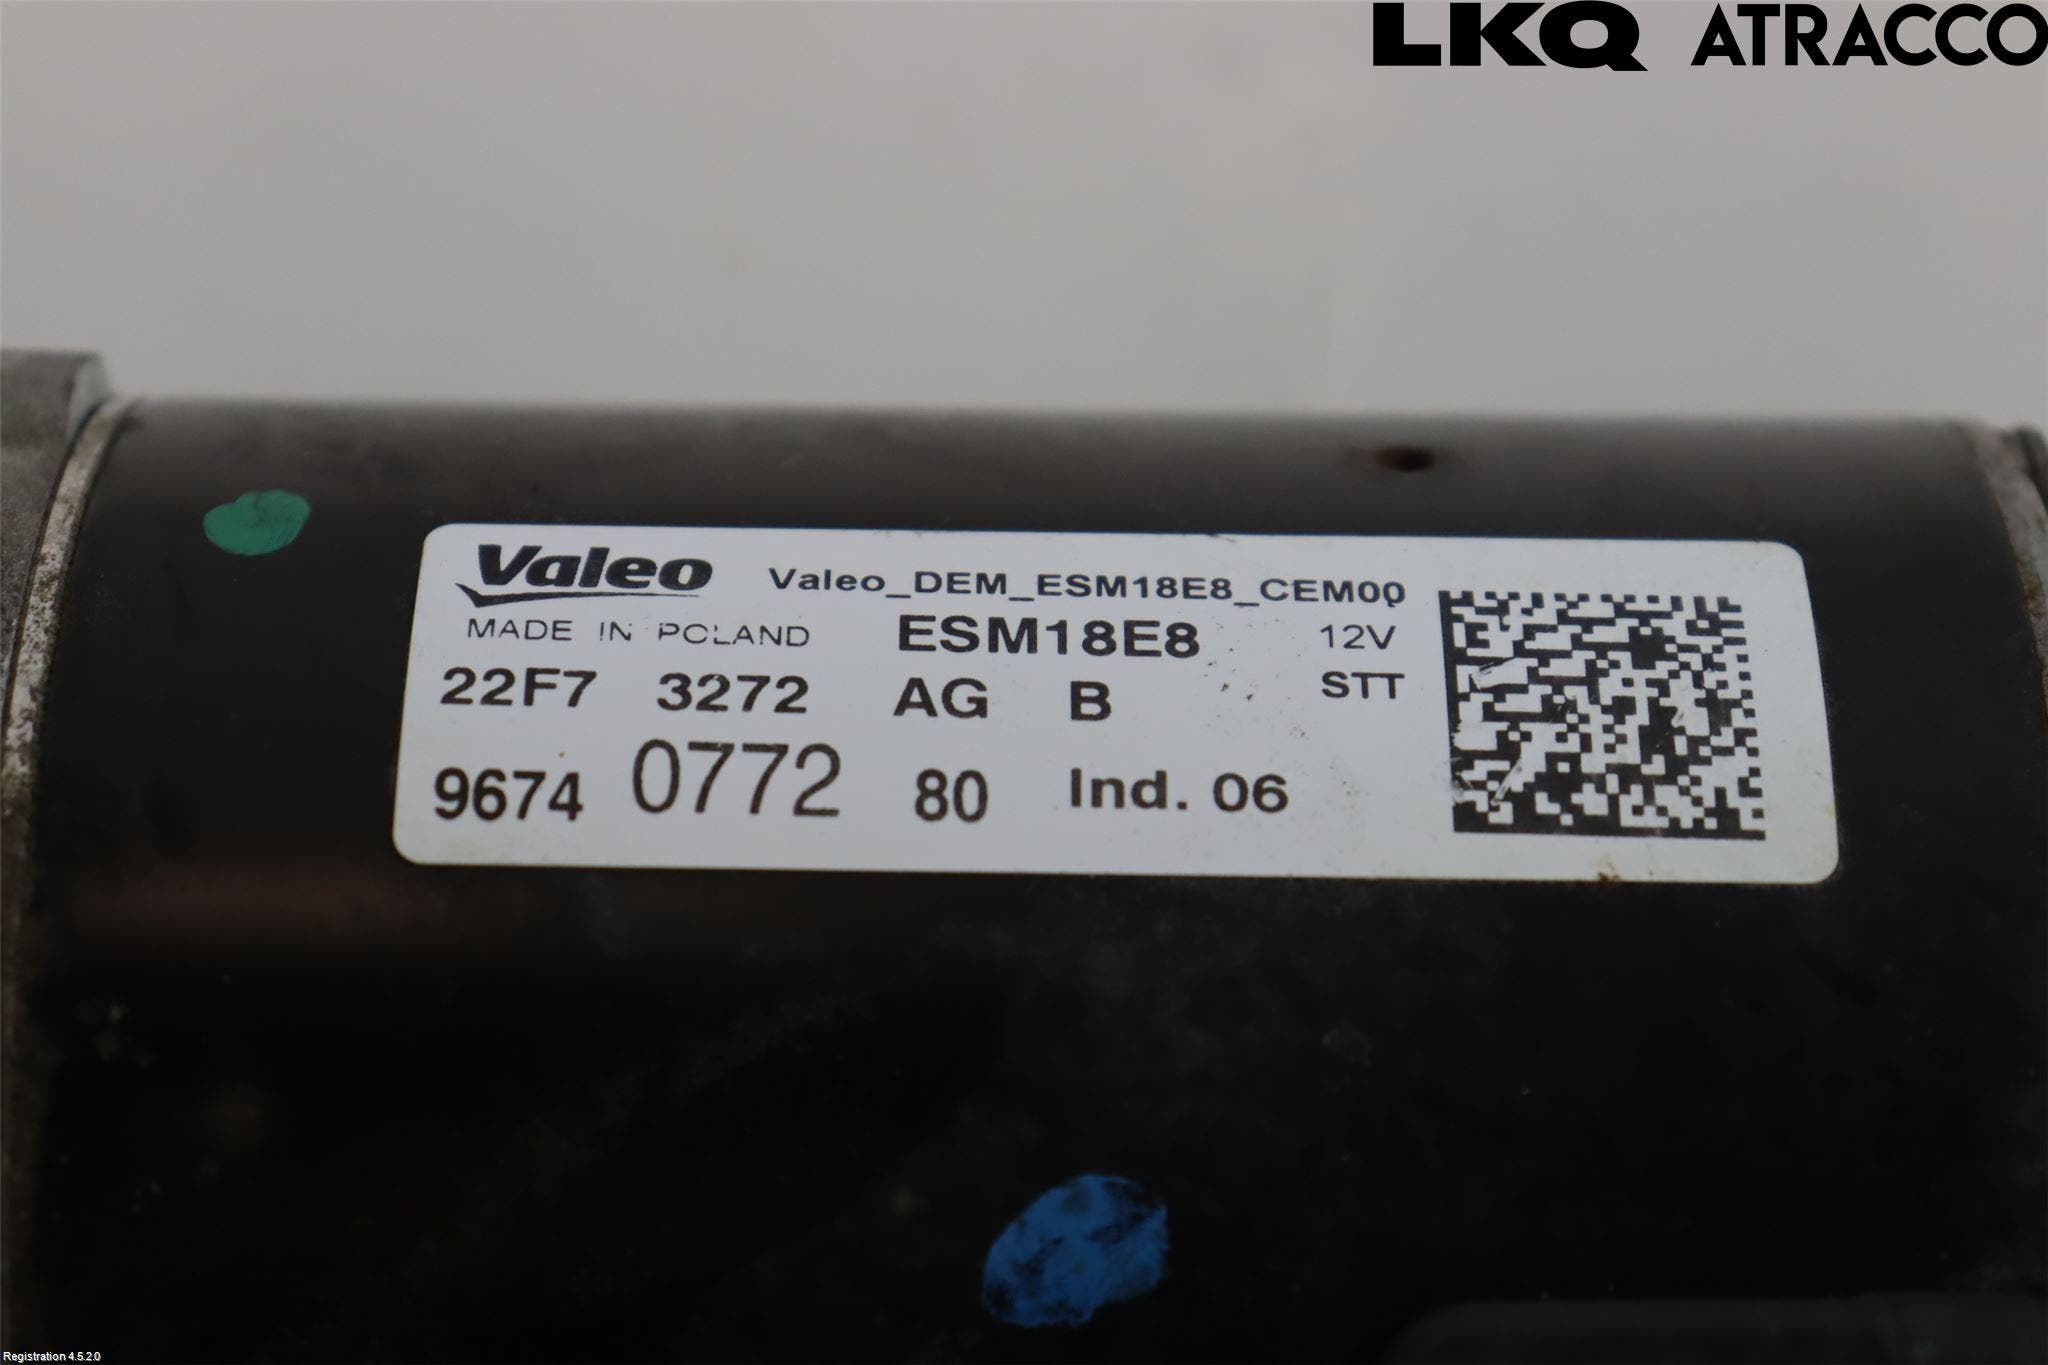 LKQ ATRACCO
Valeo Valeo_DEM_ESM18E8_CEM00
MADE IN POLAND ESM18E8 12V
22F7 3272 AG B STT
9674 0772 80 Ind. 06
Registration 4.5.2.0